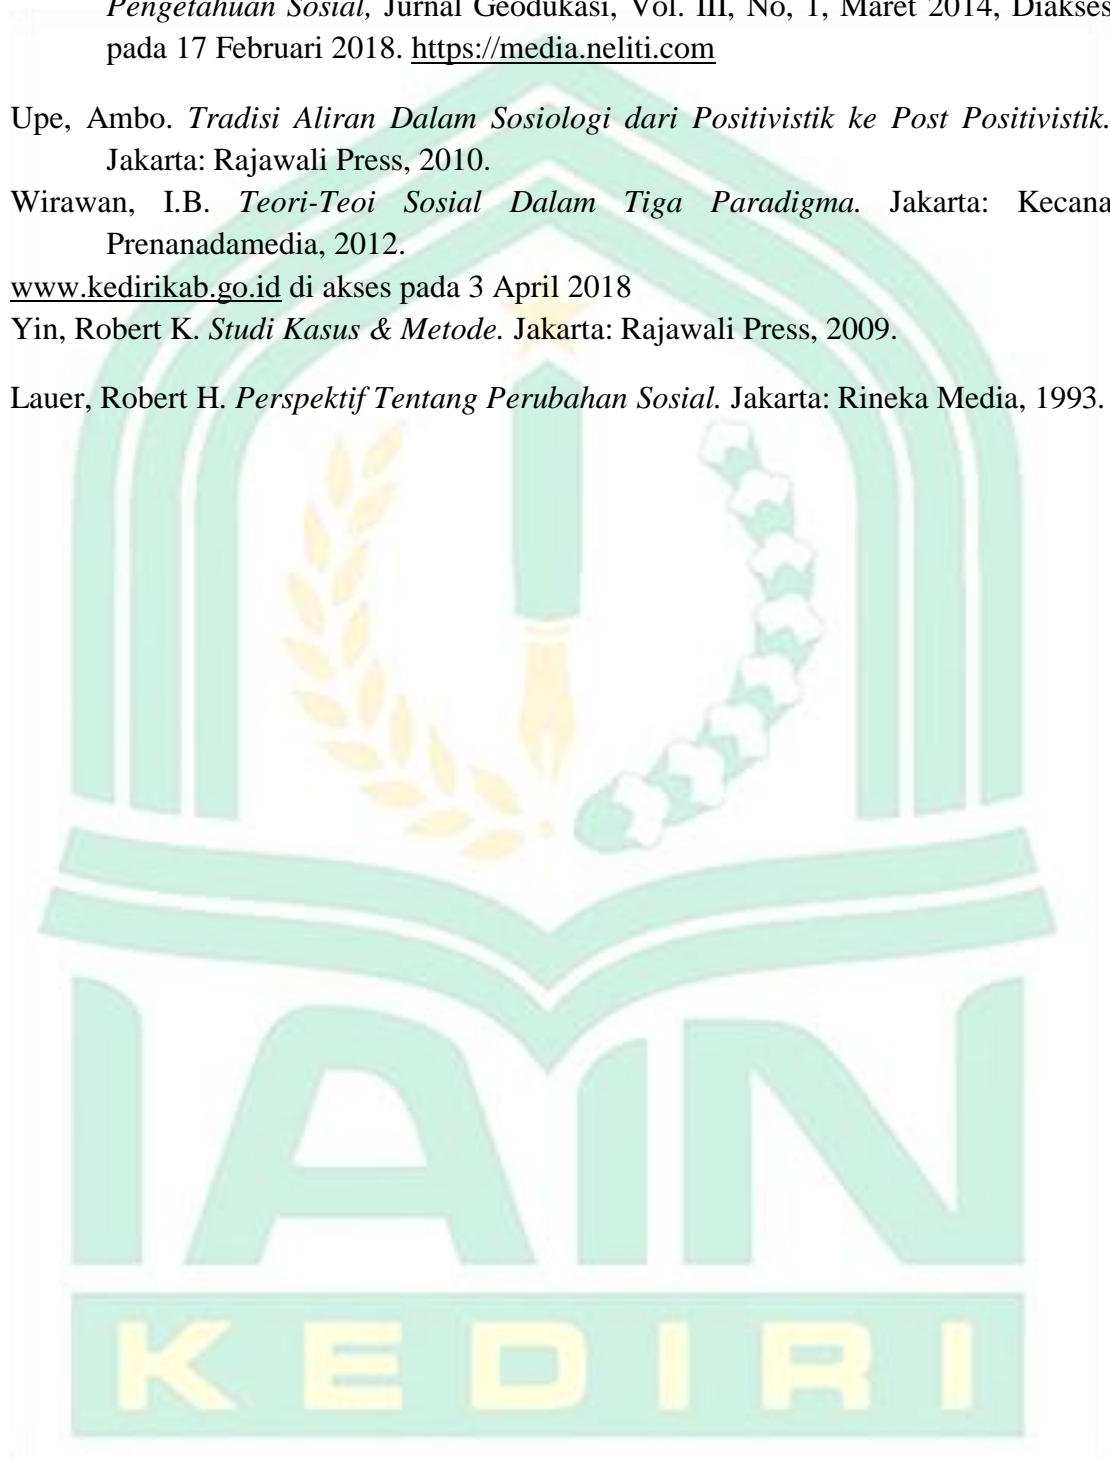 Pengetahuan Sosial, Jurnal Geodukasi, Vol. III, No, 1, Maret 2014, Diakses
pada 17 Februari 2018. https://media.neliti.com
Upe, Ambo. Tradisi Aliran Dalam Sosiologi dari Positivistik ke Post Positivistik.
Jakarta: Rajawali Press, 2010.
Wirawan, I.B. Teori-Teoi Sosial Dalam Tiga Paradigma. Jakarta: Kecana
Prenanadamedia, 2012.
www.kedirikab.go.id di akses pada 3 April 2018
Yin, Robert K. Studi Kasus & Metode. Jakarta: Rajawali Press, 2009.
Lauer, Robert H. Perspektif Tentang Perubahan Sosial. Jakarta: Rineka Media, 1993.
IAIN
KEDIRI